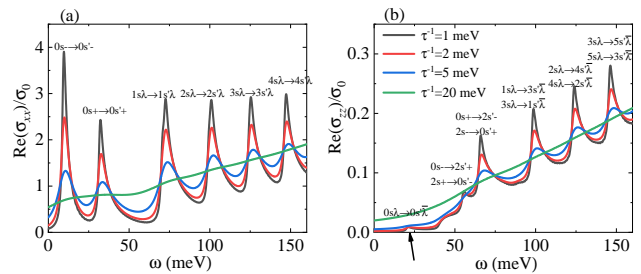 (a)
0s-→0s'-
0s+→0s'+
1sλ→1s'λ
2sλ→2s'λ
3sλ→3s'λ
4sλ→4s'λ
Re(σxx)/σ0
4
3
2
1
0
0
50
100
150
ω (meV)
(b)
τ⁻¹=1 meV
τ⁻¹=2 meV
τ⁻¹=5 meV
τ⁻¹=20 meV
3sλ→5s'λ̅
5sλ→3s'λ̅
2sλ→4s'λ̅
4sλ→2s'λ̅
1sλ→3s'λ̅
3sλ→1s'λ̅
0s+→2s'-
2s-→0s'+
0s-→2s'+
2s+→0s'-
0sλ→0s'λ̅
Re(σzz)/σ0
0.3
0.2
0.1
0.0
0
50
100
150
ω (meV)